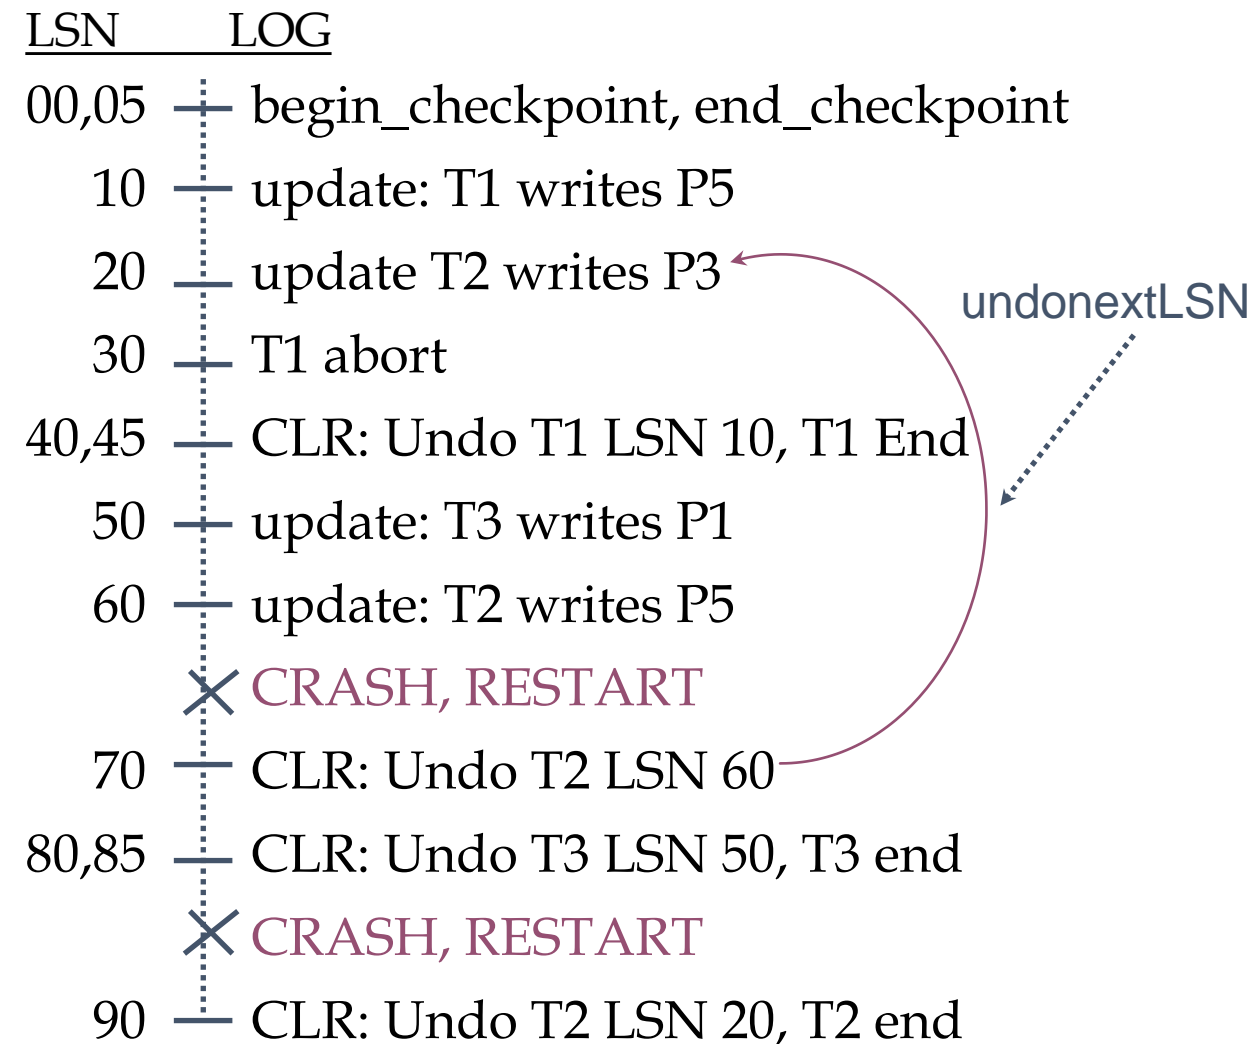 LSN LOG
00,05 begin_checkpoint, end_checkpoint
10 update: T1 writes P5
20 update T2 writes P3
undonextLSN
30 T1 abort
40,45 CLR: Undo T1 LSN 10, T1 End
50 update: T3 writes P1
60 update: T2 writes P5
CRASH, RESTART
70 CLR: Undo T2 LSN 60
80,85 CLR: Undo T3 LSN 50, T3 end
CRASH, RESTART
90 CLR: Undo T2 LSN 20, T2 end